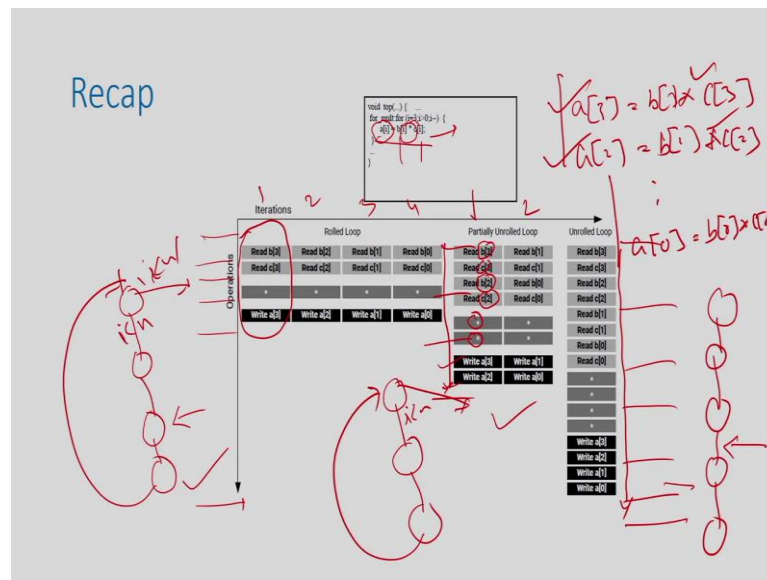 Recap
void top(...) { ...
for_mult:for (i=3;i>0;i--) {
a[i] = b[i] * c[i];
}
...
}
a[3] = b[3] * c[3]
a[2] = b[2] * c[2]
:
1 2 3 4 1 2
Iterations
Rolled Loop Partially Unrolled Loop Unrolled Loop
Operations
Read b[3] Read b[2] Read b[1] Read b[0] Read b[3] Read b[1] Read b[3]
Read c[3] Read c[2] Read c[1] Read c[0] Read c[3] Read c[1] Read c[3]
Read b[2] Read b[0] Read b[2]
* * * * Read c[2] Read c[0] Read c[2]
Write a[3] Write a[2] Write a[1] Write a[0] * * Read b[1]
* * Read c[1]
Write a[3] Write a[1] Read b[0]
Write a[2] Write a[0] Read c[0]
*
*
*
*
Write a[3]
Write a[2]
Write a[1]
Write a[0]
i<n
i<n